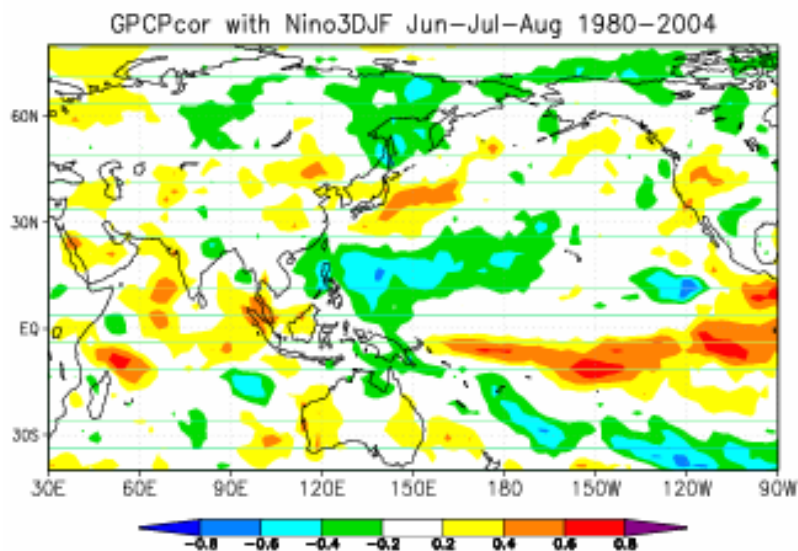 GPCPcor with Nino3DJF Jun-Jul-Aug 1980-2004
60N
30N
EQ
30S
30E 60E 90E 120E 150E 180 150W 120W 90W
-0.8 -0.6 -0.4 -0.2 0.2 0.4 0.6 0.8